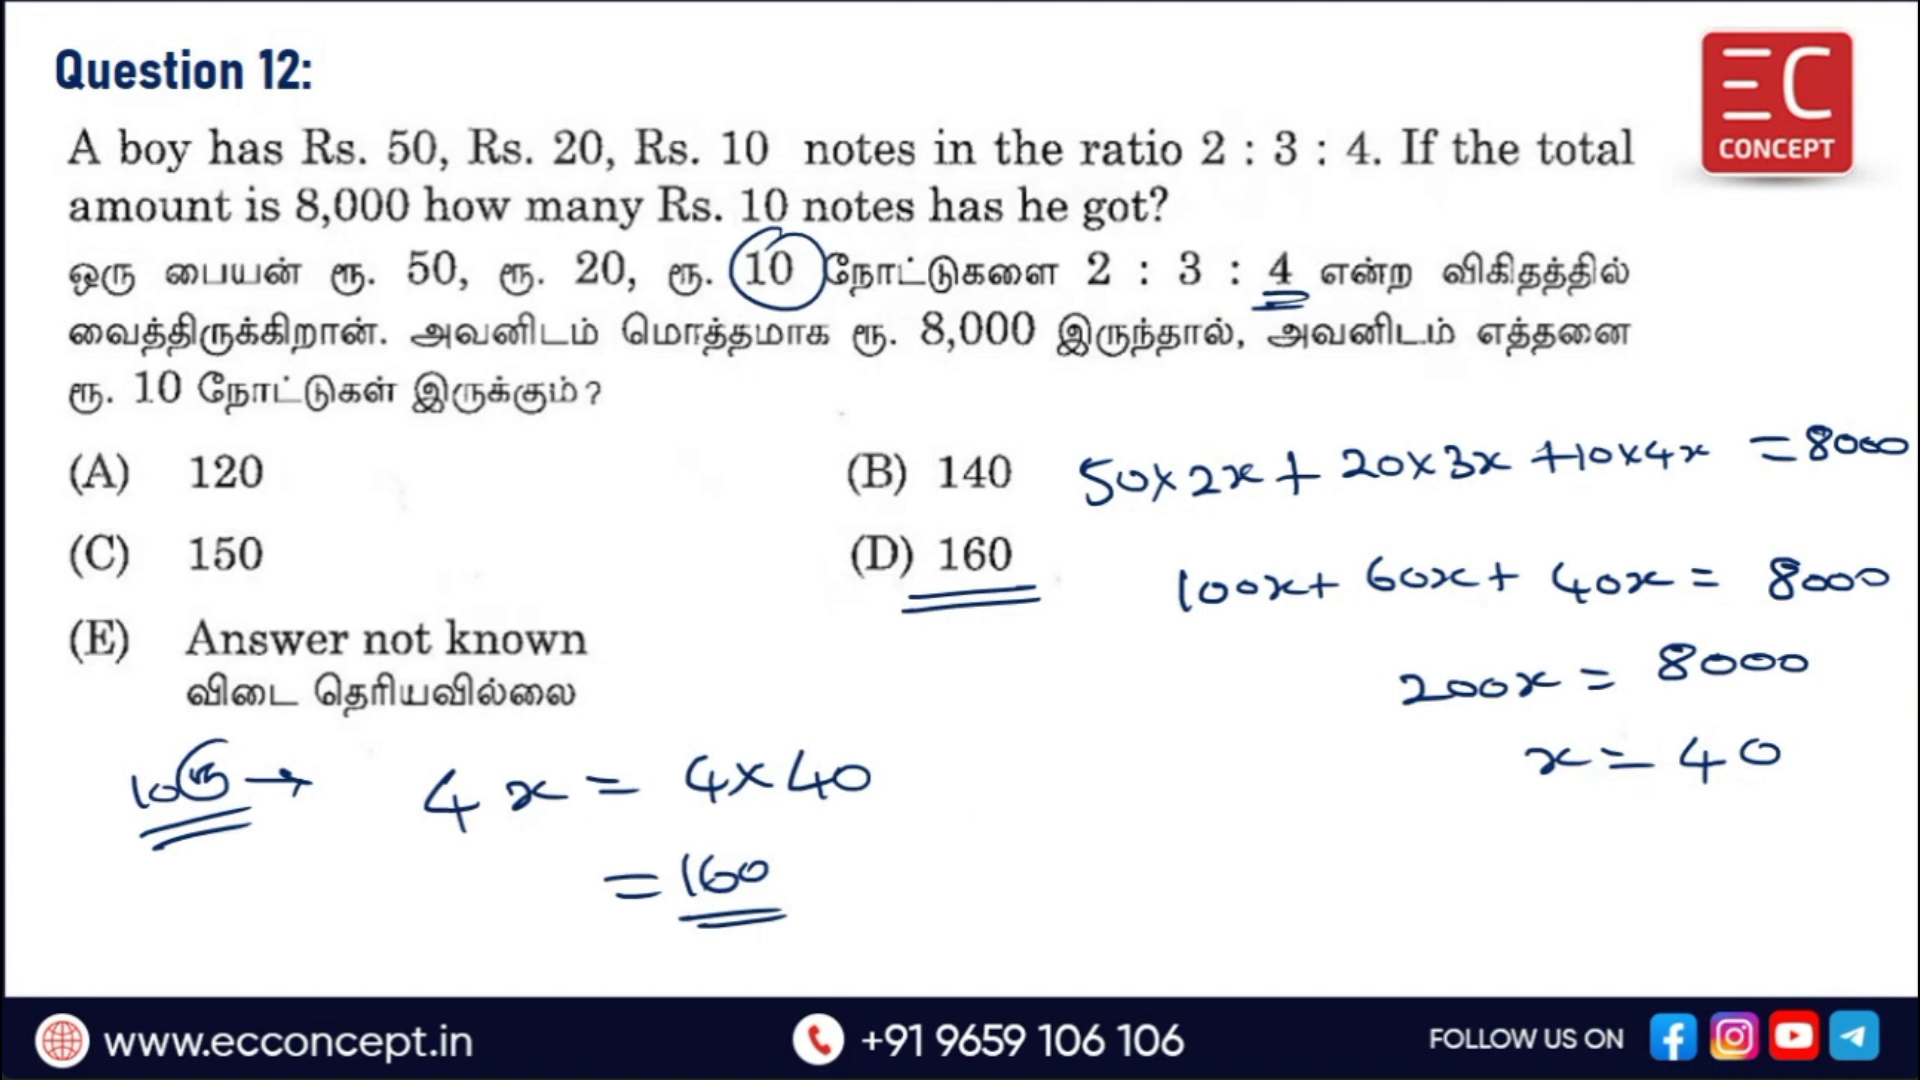 Question 12:
EC
CONCEPT
A boy has Rs. 50, Rs. 20, Rs. 10 notes in the ratio 2 : 3 : 4. If the total
amount is 8,000 how many Rs. 10 notes has he got?
ஒரு பையன் ரூ. 50, ரூ. 20, ரூ. 10 நோட்டுகளை 2 : 3 : 4 என்ற விகிதத்தில்
வைத்திருக்கிறான். அவனிடம் மொத்தமாக ரூ. 8,000 இருந்தால், அவனிடம் எத்தனை
ரூ. 10 நோட்டுகள் இருக்கும்?
(A) 120
(B) 140
50×2x + 20×3x +10×4x = 8000
(C) 150
(D) 160
100x + 60x + 40x = 8000
(E) Answer not known
விடை தெரியவில்லை
200x = 8000
x = 40
10ரூ → 4x = 4×40
= 160
www.ecconcept.in
+91 9659 106 106
FOLLOW US ON